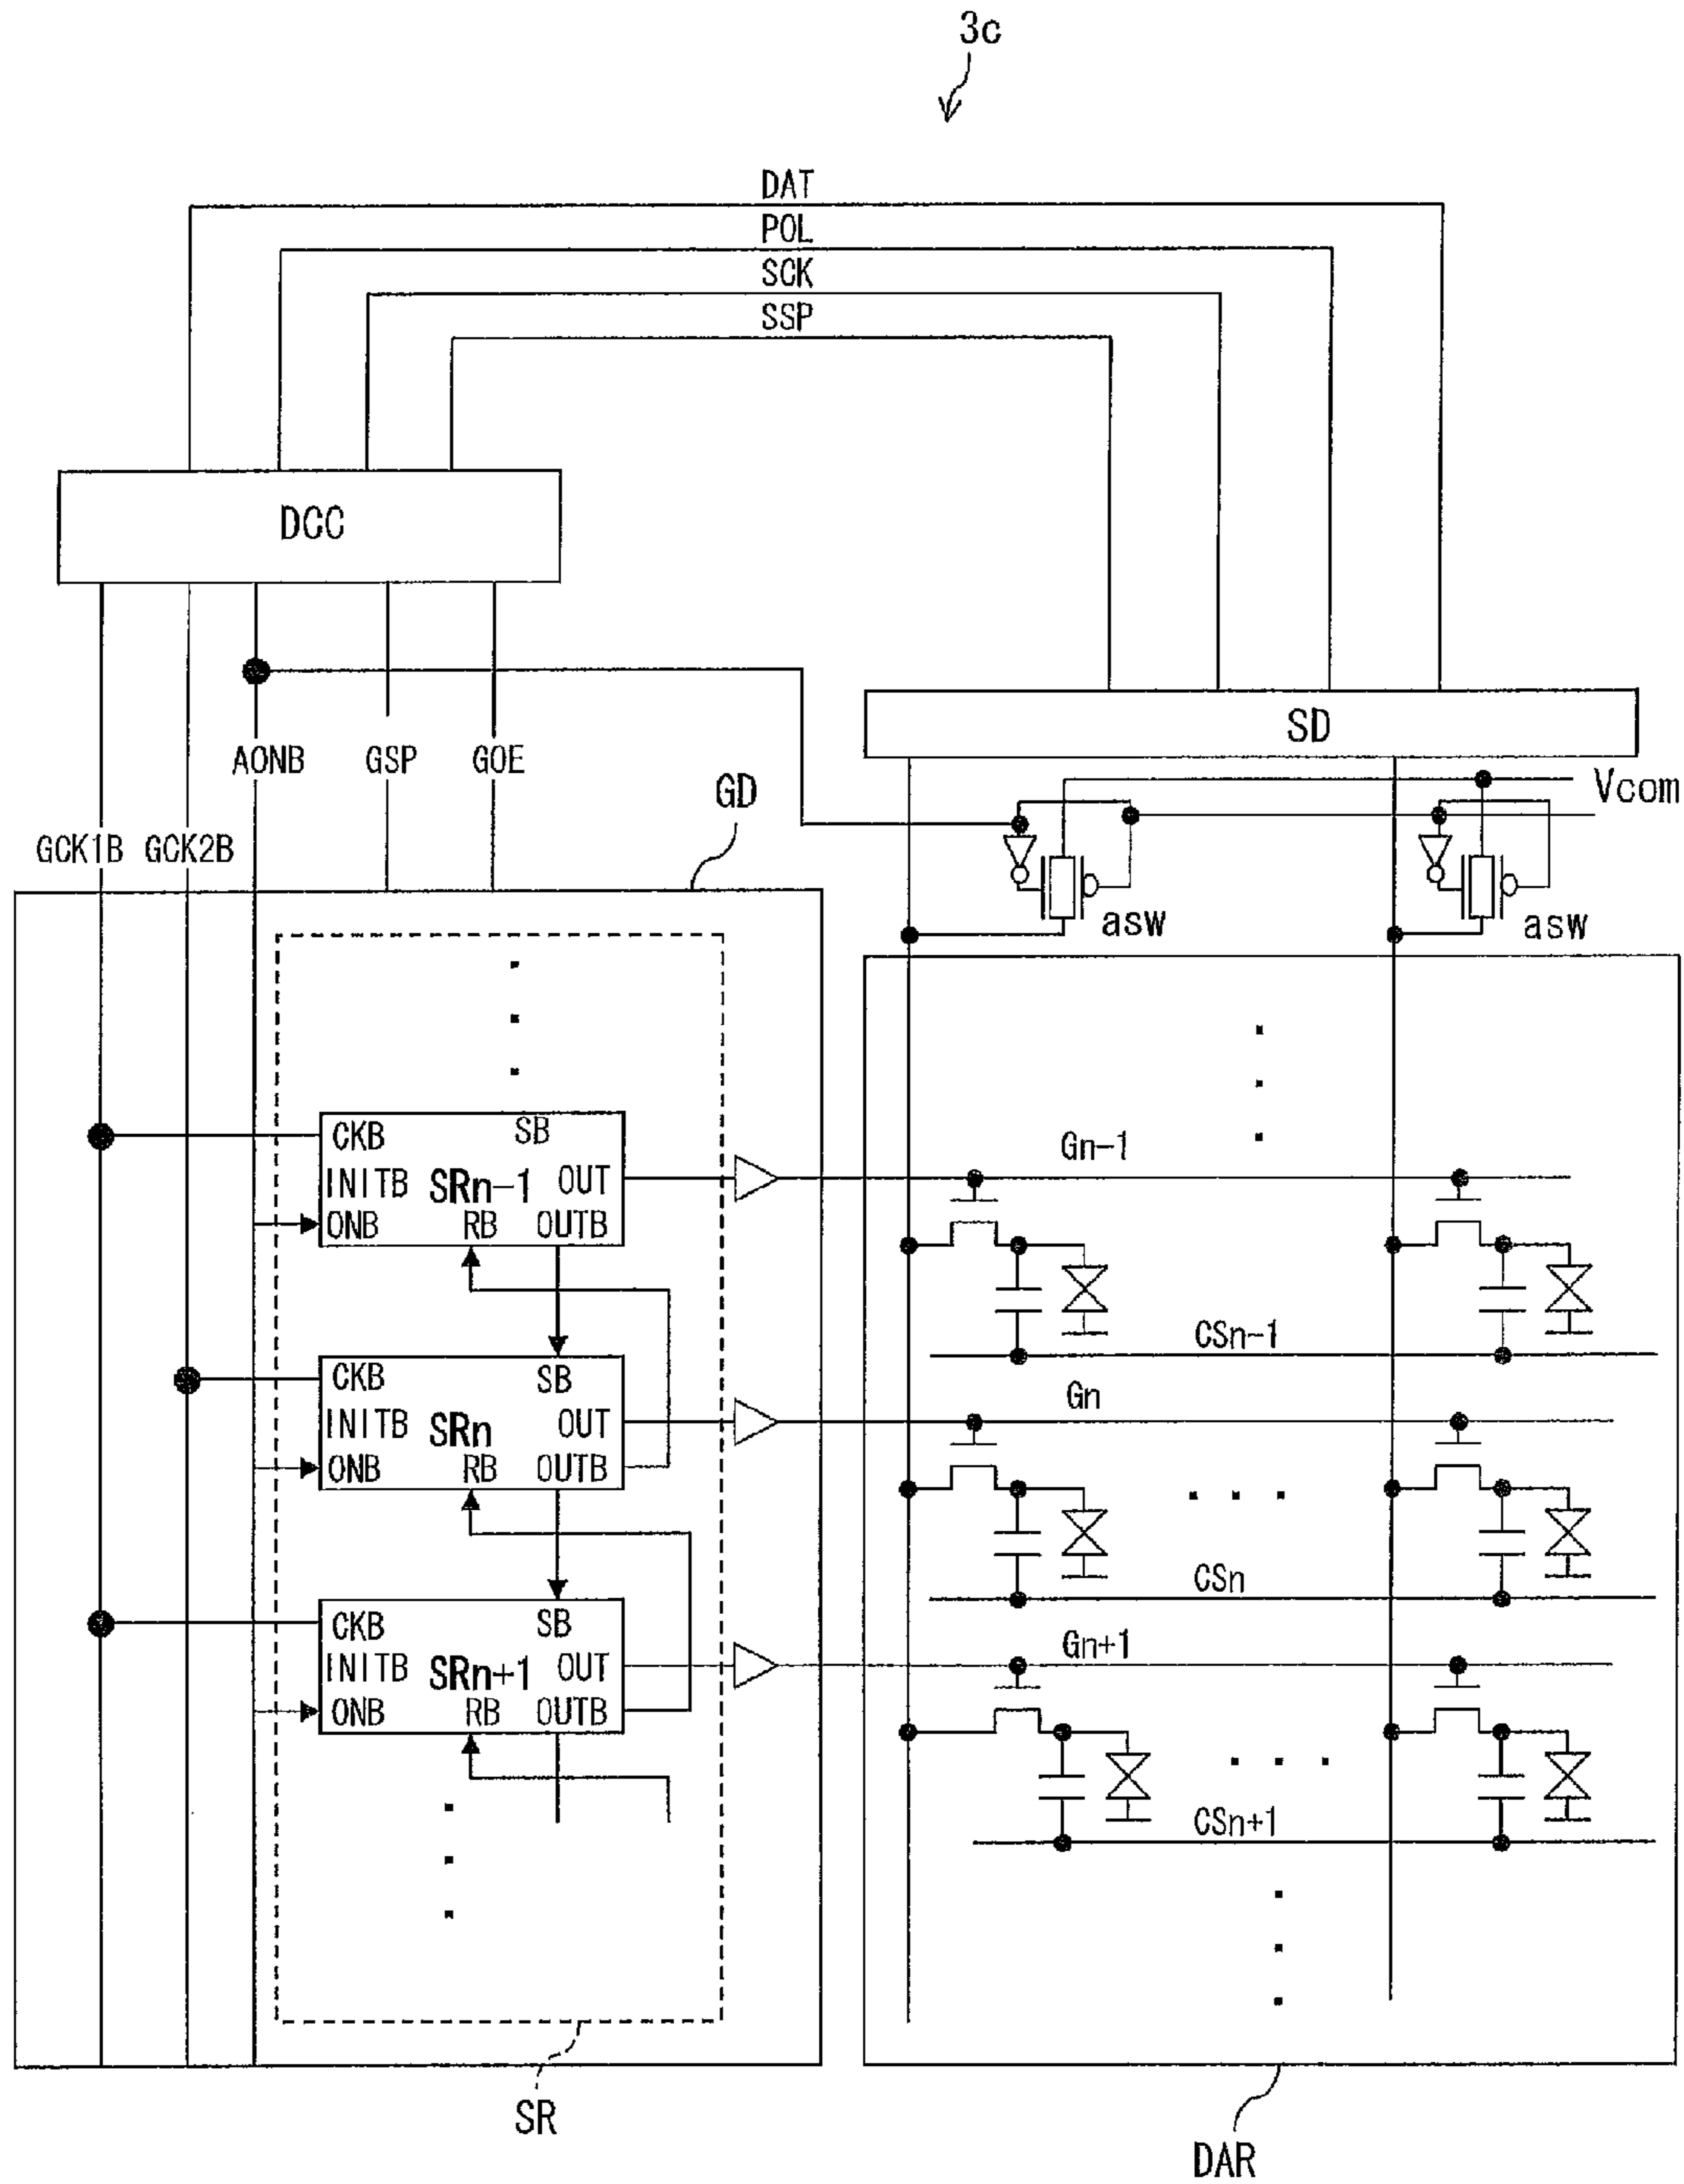 3c
DAT
POL
SCK
SSP
DCC
SD
AONB GSP GOE
Vcom
GD
GCK1B GCK2B
asw asw
CKB SB
Gn-1
INITB SRn-1 OUT
ONB RB OUTB
CSn-1
CKB SB
Gn
INITB SRn OUT
ONB RB OUTB
CSn
CKB SB
Gn+1
INITB SRn+1 OUT
ONB RB OUTB
CSn+1
SR
DAR